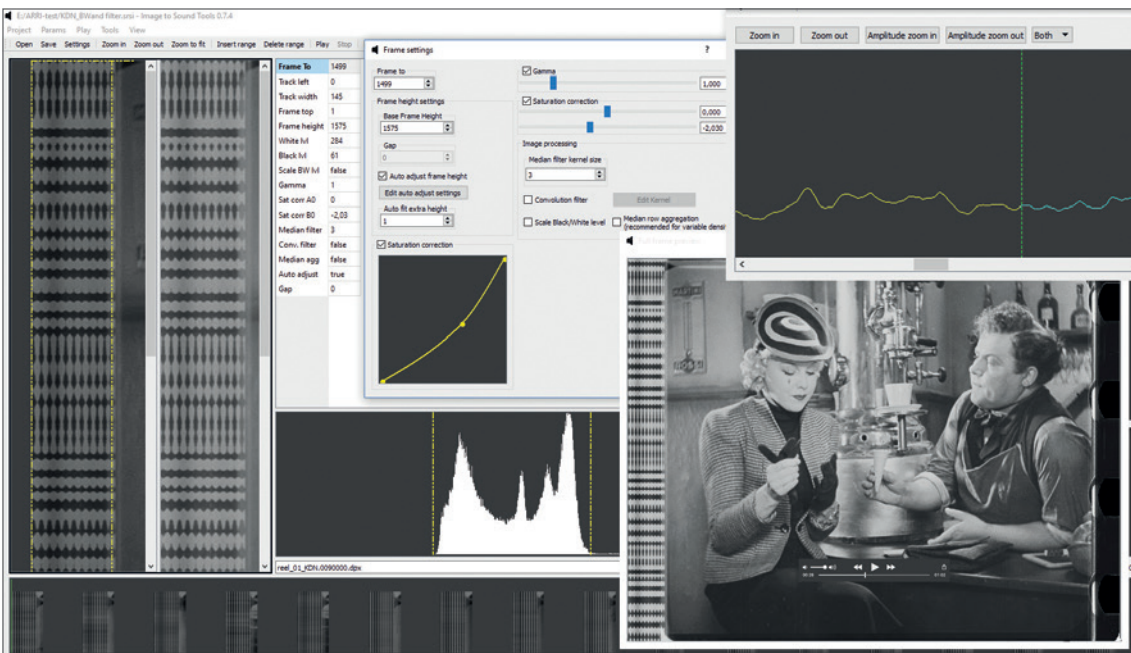 E:/ARRI-test/KDN_BWand filter.orsi - Image to Sound Tools 0.7.4
Project Params Play Tools View
Open Save Settings Zoom in Zoom out Zoom to fit Insert range Delete range Play Stop
Frame To 1499
Track left 0
Track width 145
Frame top 1
Frame height 1575
White lvl 284
Black lvl 61
Scale BW lvl false
Gamma 1
Sat corr A0 0
Sat corr B0 -2,03
Median filter 3
Conv. filter false
Median agg false
Auto adjust true
Gap 0
Frame settings ?
Frame to
1499
Frame height settings
Base Frame Height
1575
Gap
0
Auto adjust frame height
Edit auto adjust settings
Auto fit extra height
1
Saturation correction
Gamma
1,000
Saturation correction
0,000
-2,030
Image processing
Median filter kernel size
3
Convolution filter Edit Kernel
Scale Black/White level Median row aggregation
(recommended for variable densit
Zoom in Zoom out Amplitude zoom in Amplitude zoom out Both
reel_01_KDN.0090000.dpx